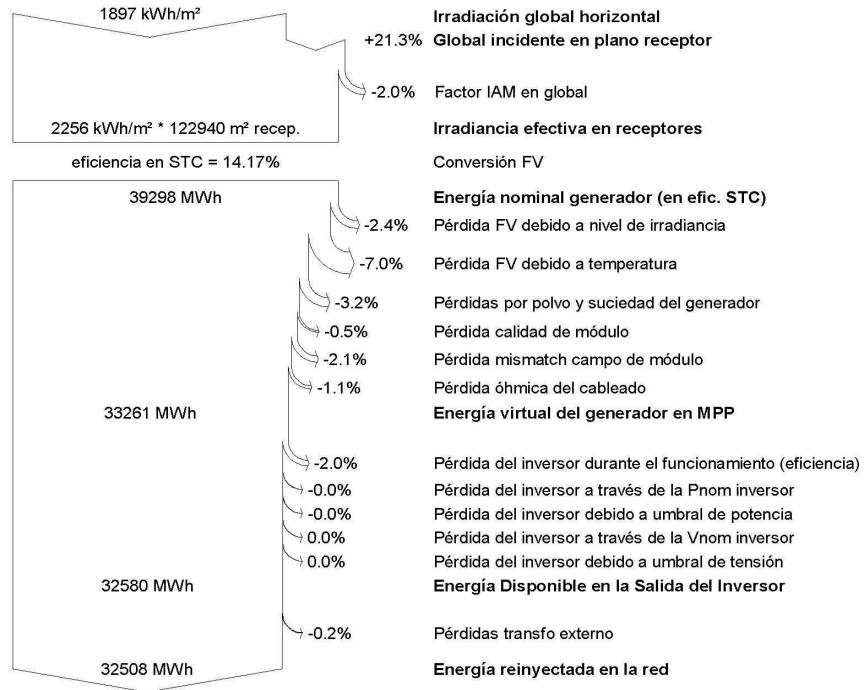 1897 kWh/m² Irradiación global horizontal
+21.3% Global incidente en plano receptor
-2.0% Factor IAM en global
2256 kWh/m² * 122940 m² recep. Irradiancia efectiva en receptores
eficiencia en STC = 14.17% Conversión FV
39298 MWh Energía nominal generador (en efic. STC)
-2.4% Pérdida FV debido a nivel de irradiancia
-7.0% Pérdida FV debido a temperatura
-3.2% Pérdidas por polvo y suciedad del generador
-0.5% Pérdida calidad de módulo
-2.1% Pérdida mismatch campo de módulo
-1.1% Pérdida óhmica del cableado
33261 MWh Energía virtual del generador en MPP
-2.0% Pérdida del inversor durante el funcionamiento (eficiencia)
-0.0% Pérdida del inversor a través de la Pnom inversor
-0.0% Pérdida del inversor debido a umbral de potencia
0.0% Pérdida del inversor a través de la Vnom inversor
0.0% Pérdida del inversor debido a umbral de tensión
32580 MWh Energía Disponible en la Salida del Inversor
-0.2% Pérdidas transfo externo
32508 MWh Energía reinyectada en la red